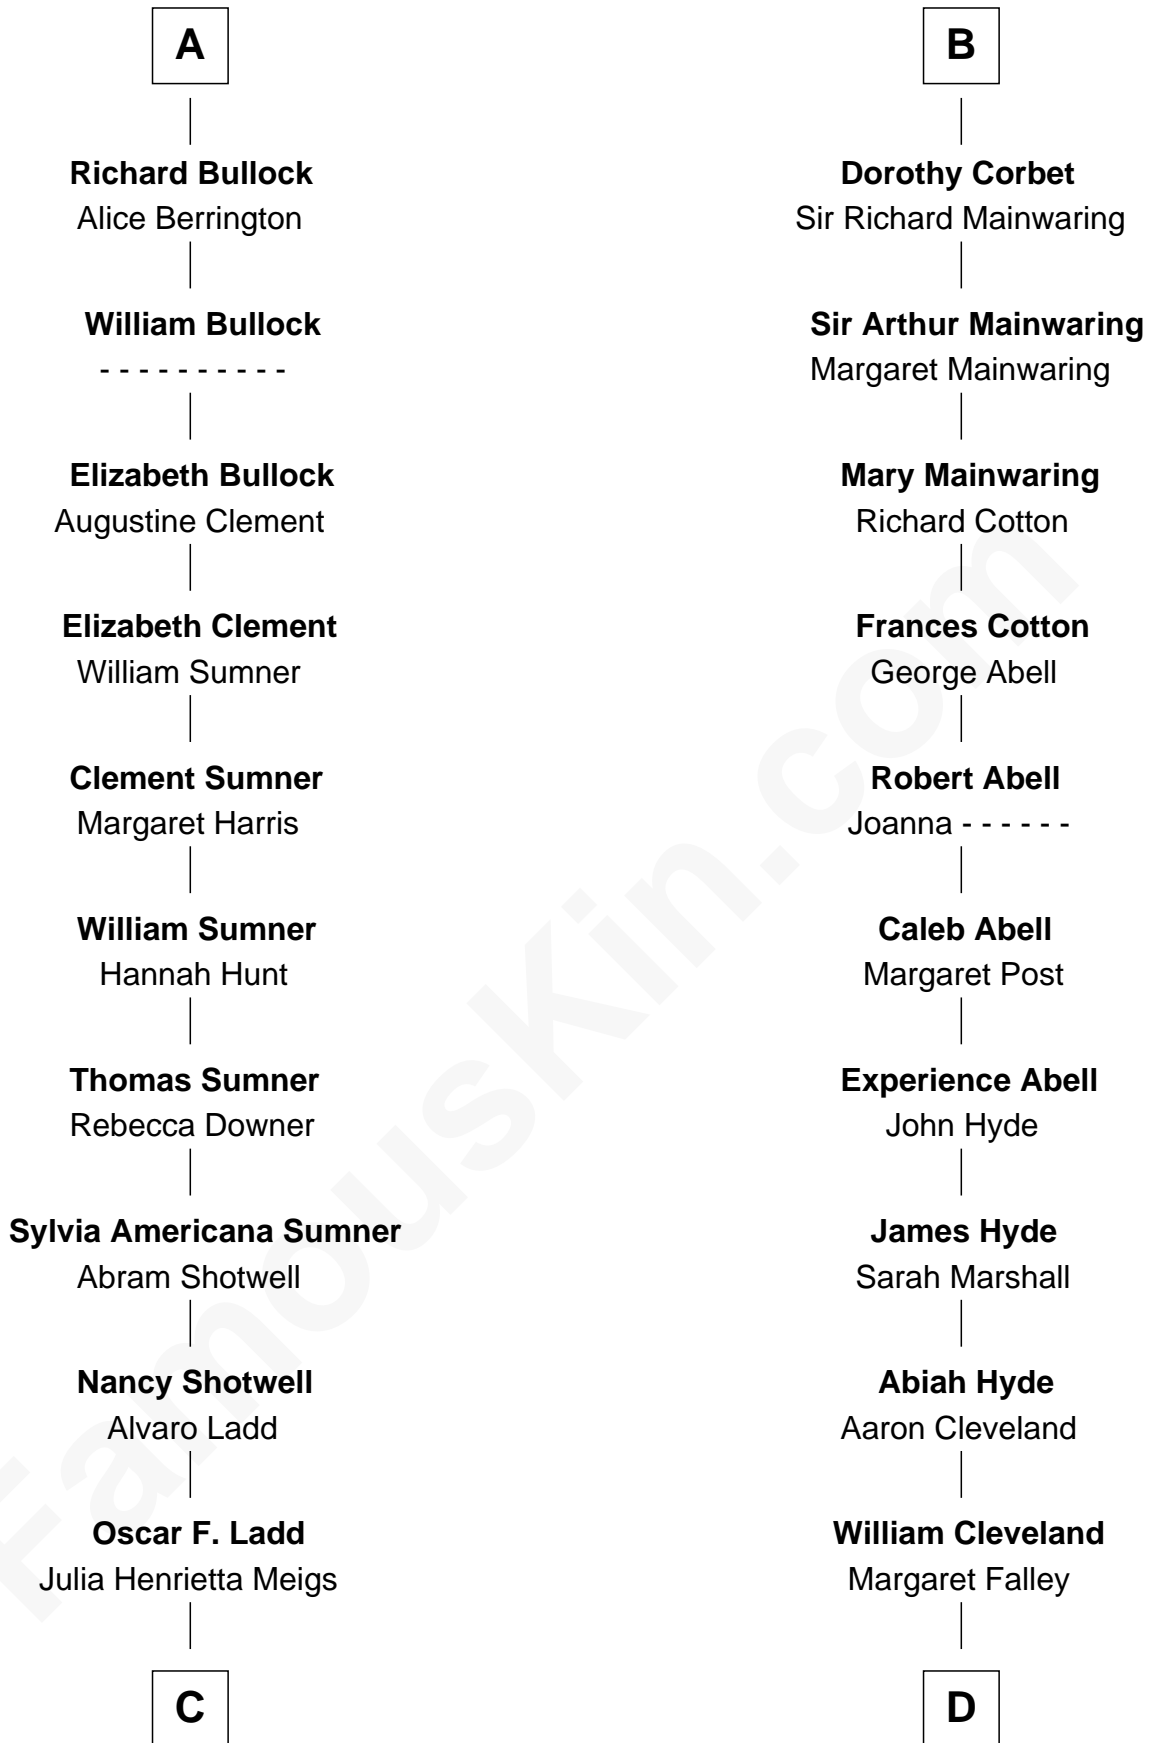 A
Richard Bullock
Alice Berrington
William Bullock
- - - - - - - - - -
Elizabeth Bullock
Augustine Clement
Elizabeth Clement
William Sumner
Clement Sumner
Margaret Harris
William Sumner
Hannah Hunt
Thomas Sumner
Rebecca Downer
Sylvia Americana Sumner
Abram Shotwell
Nancy Shotwell
Alvaro Ladd
Oscar F. Ladd
Julia Henrietta Meigs
C
B
Dorothy Corbet
Sir Richard Mainwaring
Sir Arthur Mainwaring
Margaret Mainwaring
Mary Mainwaring
Richard Cotton
Frances Cotton
George Abell
Robert Abell
Joanna - - - - - -
Caleb Abell
Margaret Post
Experience Abell
John Hyde
James Hyde
Sarah Marshall
Abiah Hyde
Aaron Cleveland
William Cleveland
Margaret Falley
D
FamousKin.com